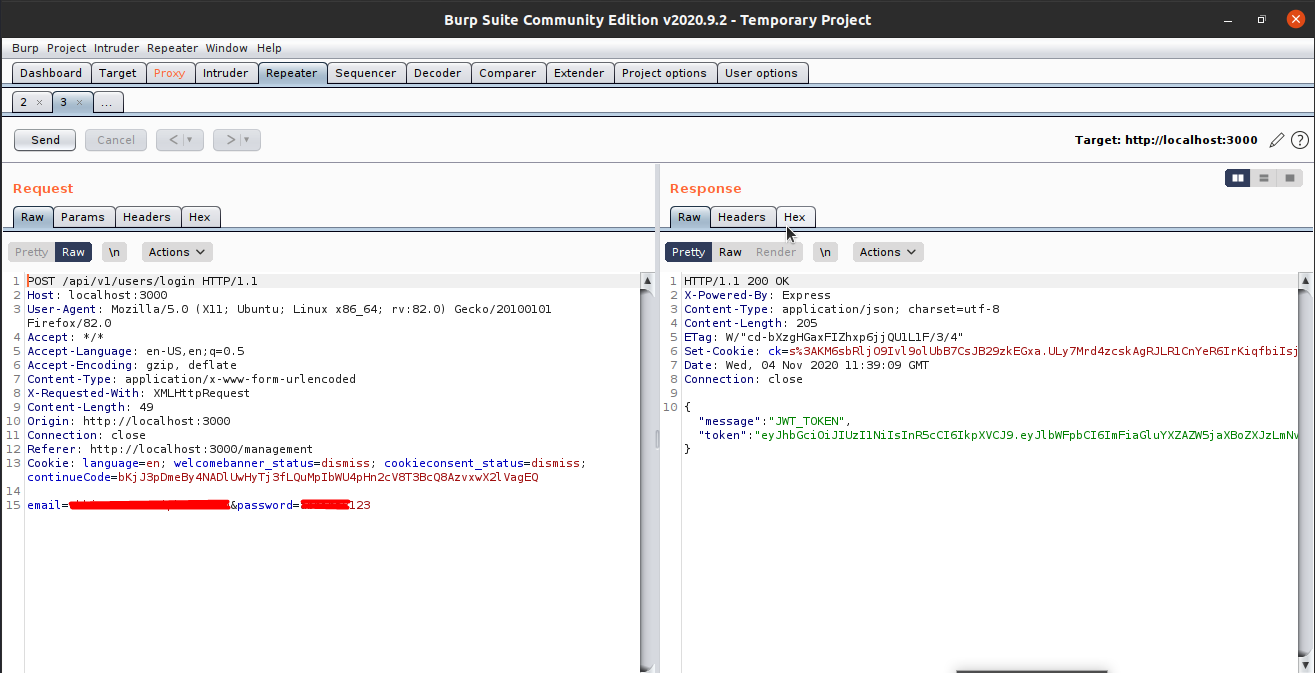 Burp Suite Community Edition v2020.9.2 - Temporary Project
Burp Project Intruder Repeater Window Help
Dashboard Target Proxy Intruder Repeater Sequencer Decoder Comparer Extender Project options User options
2 × 3 × ...
Send Cancel < > Target: http://localhost:3000 ?
Request
Raw Params Headers Hex
Pretty Raw \n Actions
1 POST /api/v1/users/login HTTP/1.1
2 Host: localhost:3000
3 User-Agent: Mozilla/5.0 (X11; Ubuntu; Linux x86_64; rv:82.0) Gecko/20100101
Firefox/82.0
4 Accept: */*
5 Accept-Language: en-US,en;q=0.5
6 Accept-Encoding: gzip, deflate
7 Content-Type: application/x-www-form-urlencoded
8 X-Requested-With: XMLHttpRequest
9 Content-Length: 49
10 Origin: http://localhost:3000
11 Connection: close
12 Referer: http://localhost:3000/management
13 Cookie: language=en; welcomebanner_status=dismiss; cookieconsent_status=dismiss;
continueCode=bKjJ3pDmeBy4NADlUwHyTj3fLQuMpIbWU4pHn2cV8T3BcQ8AzvxwX2lVagEQ
14
15 email= &password= 123
Response
Raw Headers Hex
Pretty Raw Render \n Actions
1 HTTP/1.1 200 OK
2 X-Powered-By: Express
3 Content-Type: application/json; charset=utf-8
4 Content-Length: 205
5 ETag: W/"cd-bXzgHGaxFIZhxp6jjQU1L1F/3/4"
6 Set-Cookie: ck=s%3AKM6sbRljO9Ivl9olUbB7CsJB29zkEGxa.ULy7Mrd4zcskAgRJLR1CnYeR6IrKiqfbiIsj
7 Date: Wed, 04 Nov 2020 11:39:09 GMT
8 Connection: close
9
10 {
"message":"JWT_TOKEN",
"token":"eyJhbGciOiJIUzI1NiIsInR5cCI6IkpXVCJ9.eyJlbWFpbCI6ImFiaGluYXZAZW5jaXBoZXJzLmNv
}